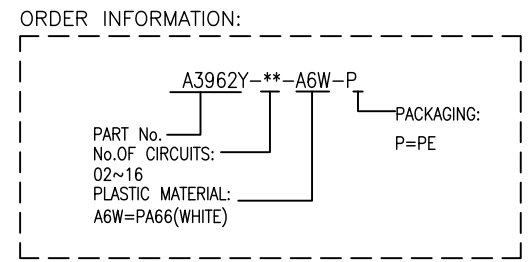 ORDER INFORMATION:
A3962Y-**-A6W-P
PACKAGING:
P=PE
PART No.
No.OF CIRCUITS:
02~16
PLASTIC MATERIAL:
A6W=PA66(WHITE)